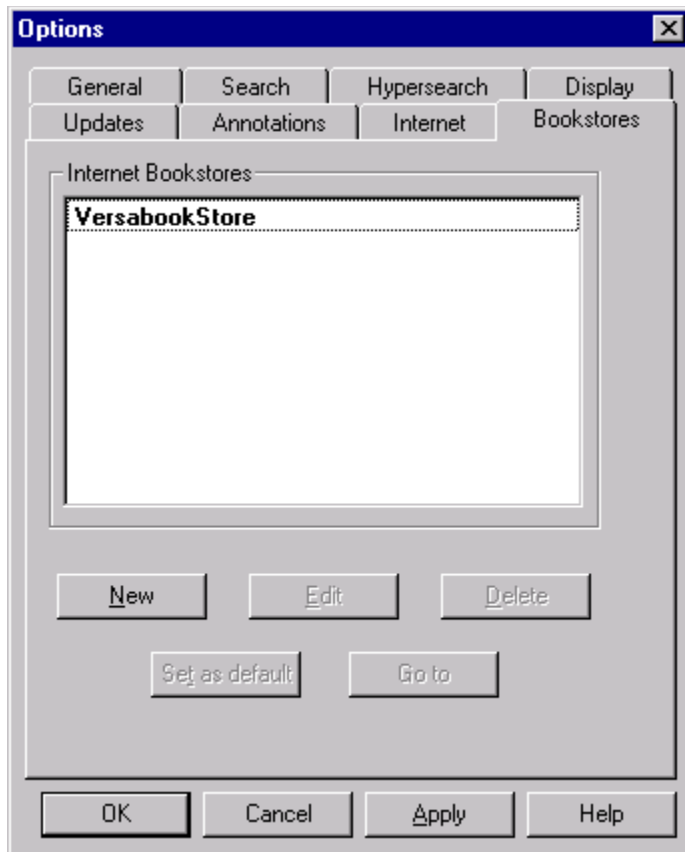 Options
General Search Hypersearch Display
Updates Annotations Internet Bookstores
Internet Bookstores
VersabookStore
New Edit Delete
Set as default Go to
OK Cancel Apply Help